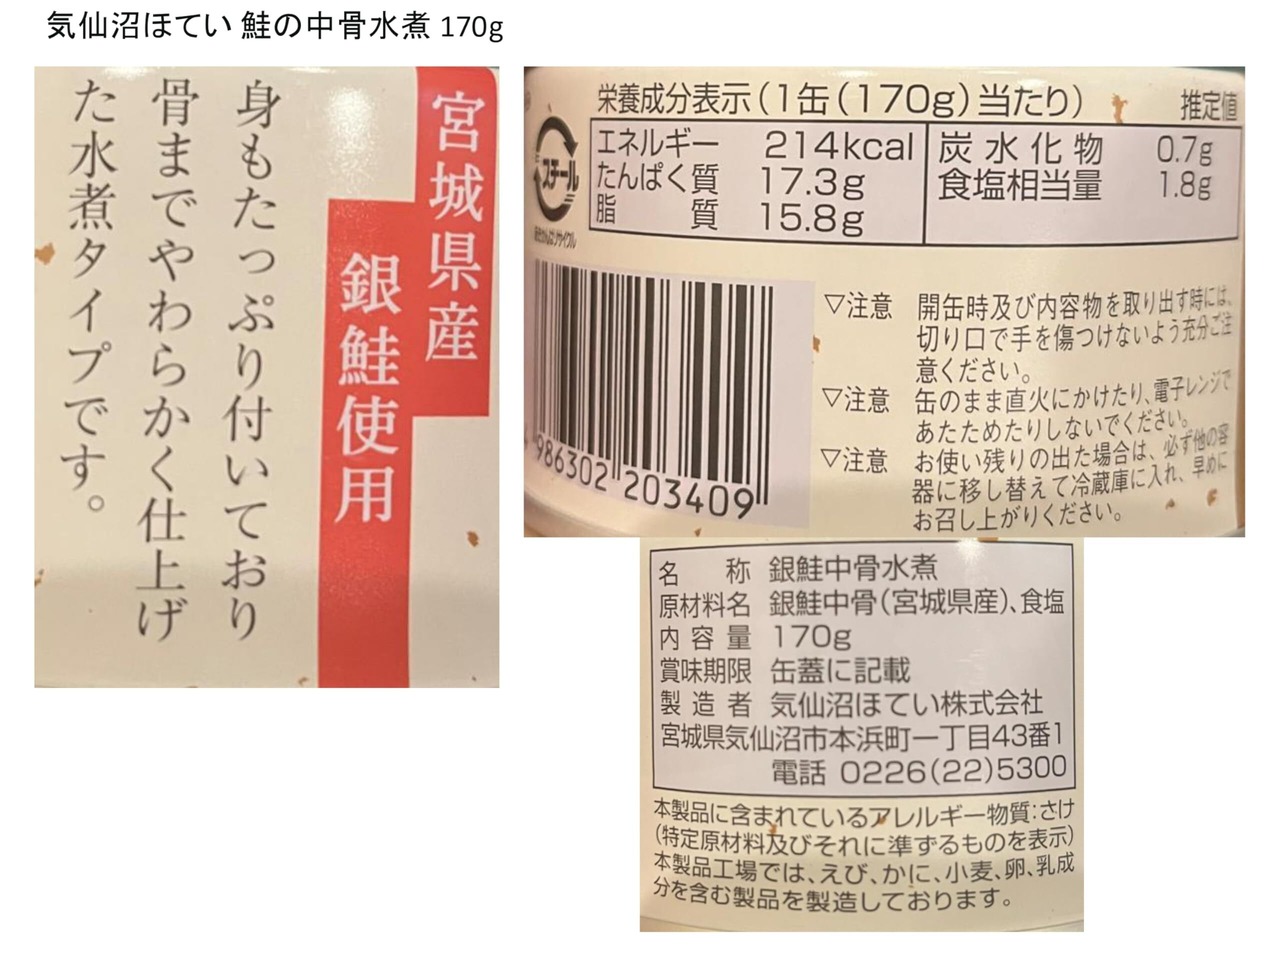 気仙沼ほてい 鮭の中骨水煮 170g
宮城県産
銀鮭使用
身もたっぷり付いており
骨までやわらかく仕上げ
た水煮タイプです。
栄養成分表示(1缶(170g)当たり) 推定値
エネルギー 214kcal
たんぱく質 17.3g
脂質 15.8g
炭水化物 0.7g
食塩相当量 1.8g
スチール
▽注意 開缶時及び内容物を取り出す時には、
切り口で手を傷つけないよう充分ご注
意ください。
▽注意 缶のまま直火にかけたり、電子レンジで
あたためたりしないでください。
▽注意 お使い残りの出た場合は、必ず他の容
器に移し替えて冷蔵庫に入れ、早めに
お召し上がりください。
986302 203409
名称 銀鮭中骨水煮
原材料名 銀鮭中骨(宮城県産)、食塩
内容量 170g
賞味期限 缶蓋に記載
製造者 気仙沼ほてい株式会社
宮城県気仙沼市本浜町一丁目43番1
電話 0226(22)5300
本製品に含まれているアレルギー物質:さけ
(特定原材料及びそれに準ずるものを表示)
本製品工場では、えび、かに、小麦、卵、乳成
分を含む製品を製造しております。